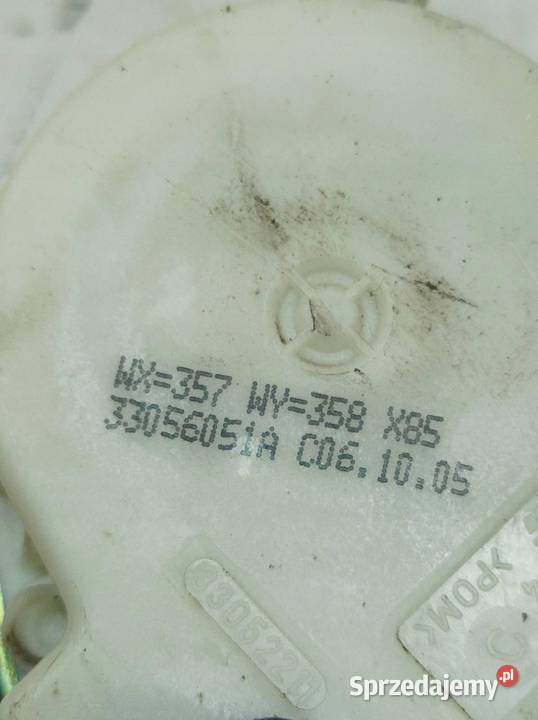 WX=357 WY=358 X85
33056051A C06.10.05
>POM<
C
Sprzedajemy.pl